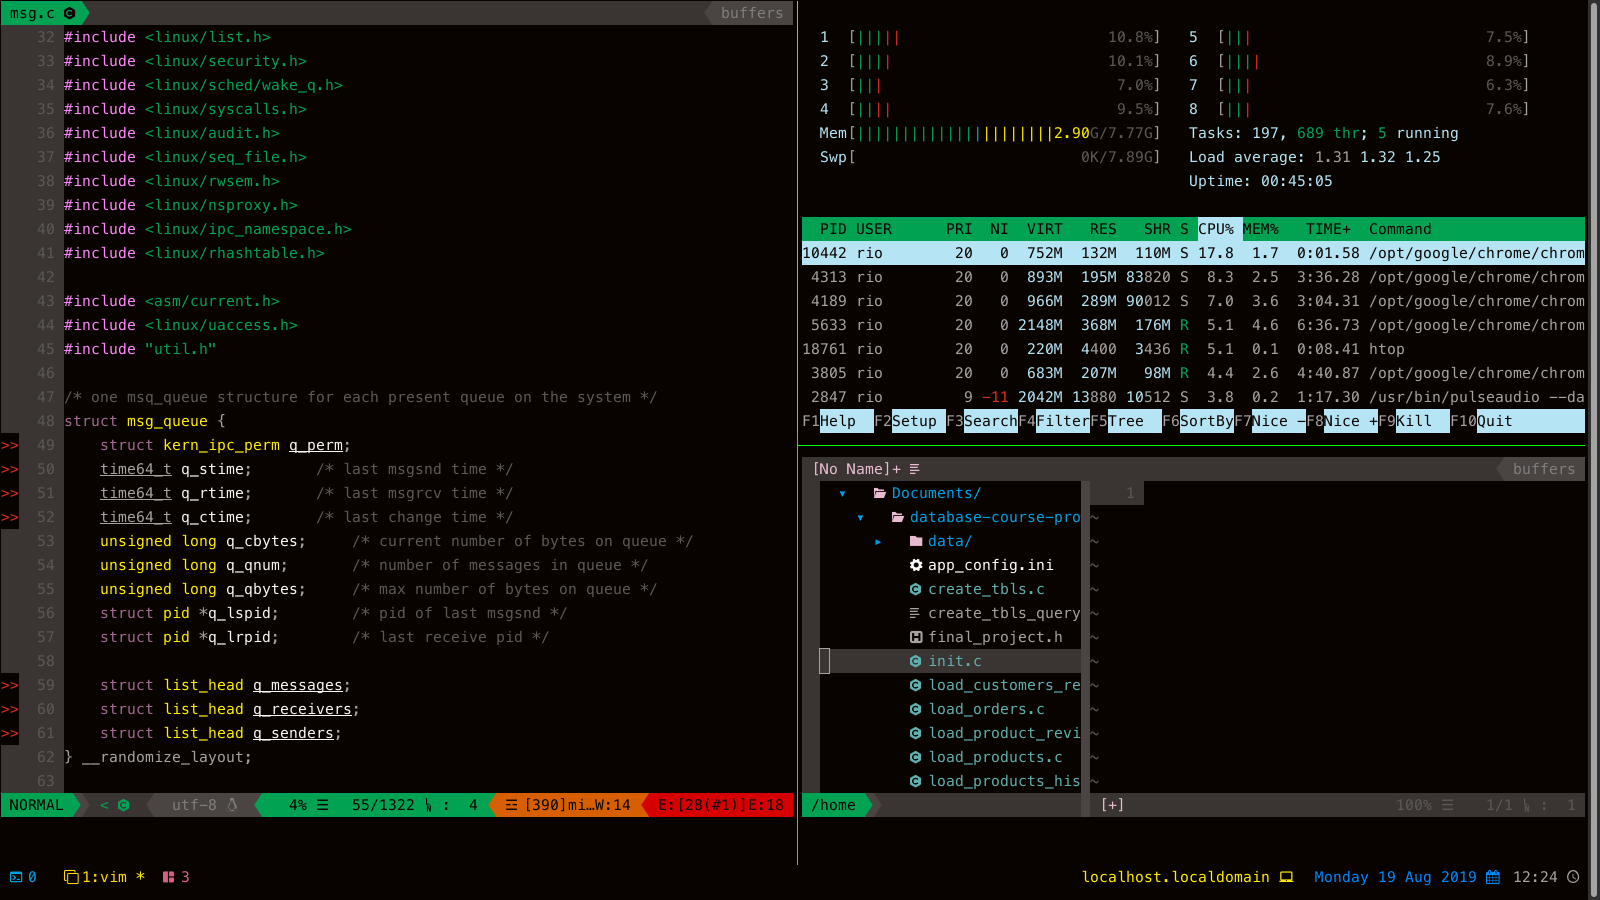 msg.c buffers
32 #include <linux/list.h>
33 #include <linux/security.h>
34 #include <linux/sched/wake_q.h>
35 #include <linux/syscalls.h>
36 #include <linux/audit.h>
37 #include <linux/seq_file.h>
38 #include <linux/rwsem.h>
39 #include <linux/nsproxy.h>
40 #include <linux/ipc_namespace.h>
41 #include <linux/rhashtable.h>
42
43 #include <asm/current.h>
44 #include <linux/uaccess.h>
45 #include "util.h"
46
47 /* one msq_queue structure for each present queue on the system */
48 struct msg_queue {
>> 49     struct kern_ipc_perm q_perm;
>> 50     time64_t q_stime;       /* last msgsnd time */
>> 51     time64_t q_rtime;       /* last msgrcv time */
>> 52     time64_t q_ctime;       /* last change time */
53     unsigned long q_cbytes;     /* current number of bytes on queue */
54     unsigned long q_qnum;       /* number of messages in queue */
55     unsigned long q_qbytes;     /* max number of bytes on queue */
56     struct pid *q_lspid;        /* pid of last msgsnd */
57     struct pid *q_lrpid;        /* last receive pid */
58
>> 59     struct list_head q_messages;
>> 60     struct list_head q_receivers;
>> 61     struct list_head q_senders;
62 } __randomize_layout;
63
NORMAL < utf-8 4% ☰ 55/1322 : 4 [390]mi…W:14 E:[28(#1)]E:18
1 [||||| 10.8%] 5 [||| 7.5%]
2 [|||| 10.1%] 6 [|||| 8.9%]
3 [||| 7.0%] 7 [||| 6.3%]
4 [|||| 9.5%] 8 [||| 7.6%]
Mem[||||||||||||||||||||||2.90G/7.77G] Tasks: 197, 689 thr; 5 running
Swp[ 0K/7.89G] Load average: 1.31 1.32 1.25
Uptime: 00:45:05
PID USER PRI NI VIRT RES SHR S CPU% MEM% TIME+ Command
10442 rio 20 0 752M 132M 110M S 17.8 1.7 0:01.58 /opt/google/chrome/chrom
4313 rio 20 0 893M 195M 83820 S 8.3 2.5 3:36.28 /opt/google/chrome/chrom
4189 rio 20 0 966M 289M 90012 S 7.0 3.6 3:04.31 /opt/google/chrome/chrom
5633 rio 20 0 2148M 368M 176M R 5.1 4.6 6:36.73 /opt/google/chrome/chrom
18761 rio 20 0 220M 4400 3436 R 5.1 0.1 0:08.41 htop
3805 rio 20 0 683M 207M 98M R 4.4 2.6 4:40.87 /opt/google/chrome/chrom
2847 rio 9 -11 2042M 13880 10512 S 3.8 0.2 1:17.30 /usr/bin/pulseaudio --da
F1Help F2Setup F3SearchF4FilterF5Tree F6SortByF7Nice -F8Nice +F9Kill F10Quit
[No Name]+ buffers
▾ Documents/ 1
▾ database-course-pro ~
▸ data/ ~
app_config.ini ~
create_tbls.c ~
create_tbls_query ~
final_project.h ~
init.c ~
load_customers_re ~
load_orders.c ~
load_product_revi ~
load_products.c ~
load_products_his ~
/home [+] 100% ☰ 1/1 : 1
0 1:vim * 3 localhost.localdomain Monday 19 Aug 2019 12:24